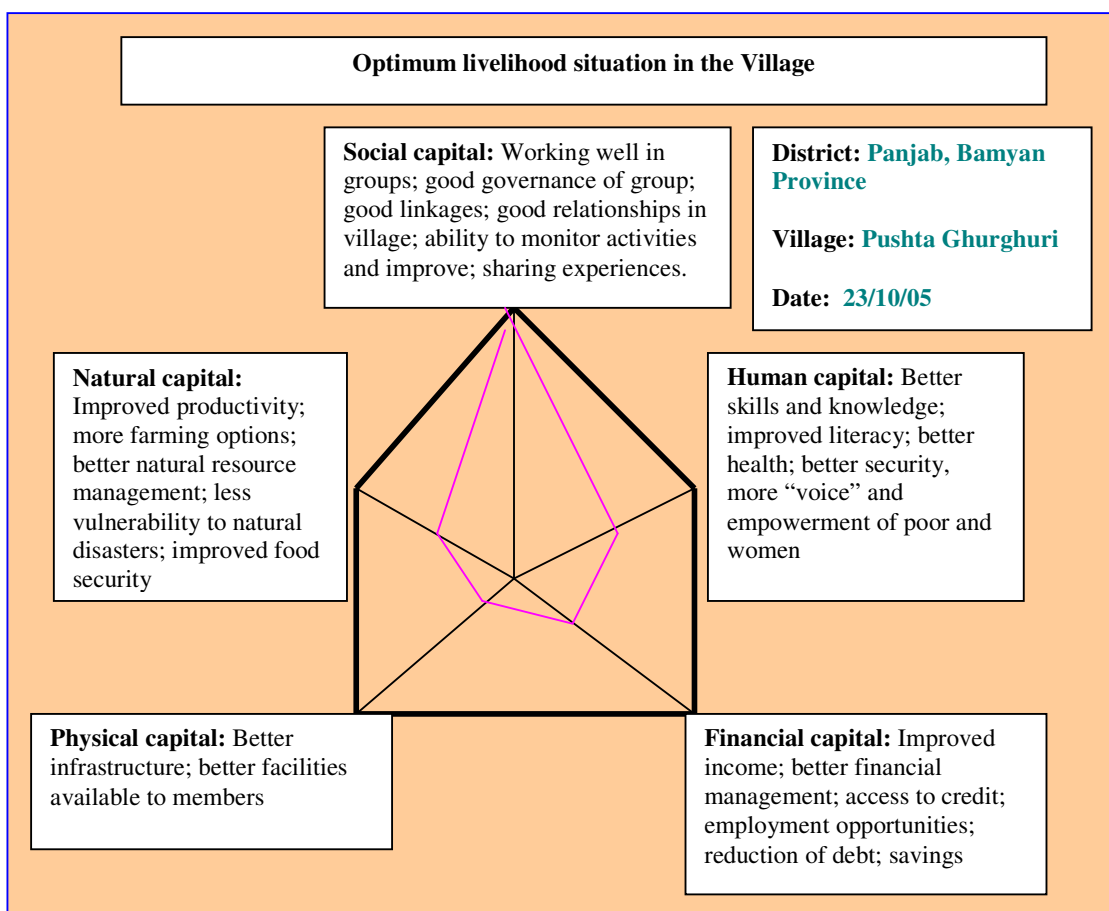 Optimum livelihood situation in the Village
Social capital: Working well in
groups; good governance of group;
good linkages; good relationships in
village; ability to monitor activities
and improve; sharing experiences.
District: Panjab, Bamyan
Province
Village: Pushta Ghurghuri
Date: 23/10/05
Natural capital:
Improved productivity;
more farming options;
better natural resource
management; less
vulnerability to natural
disasters; improved food
security
Human capital: Better
skills and knowledge;
improved literacy; better
health; better security,
more “voice” and
empowerment of poor and
women
Physical capital: Better
infrastructure; better facilities
available to members
Financial capital: Improved
income; better financial
management; access to credit;
employment opportunities;
reduction of debt; savings